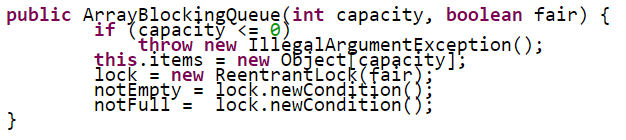 public ArrayBlockingQueue(int capacity, boolean fair) {
        if (capacity <= 0)
            throw new IllegalArgumentException();
        this.items = new Object[capacity];
        lock = new ReentrantLock(fair);
        notEmpty = lock.newCondition();
        notFull =  lock.newCondition();
}